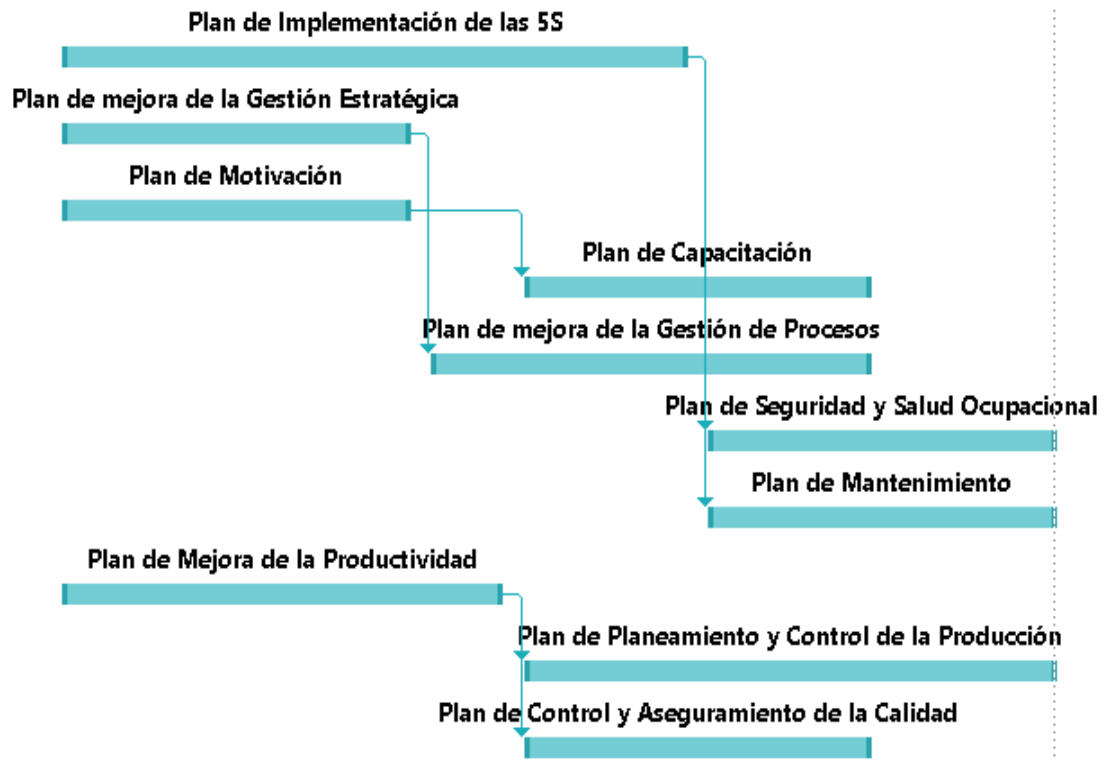 Plan de Implementación de las 5S
Plan de mejora de la Gestión Estratégica
Plan de Motivación
Plan de Capacitación
Plan de mejora de la Gestión de Procesos
Plan de Seguridad y Salud Ocupacional
Plan de Mantenimiento
Plan de Mejora de la Productividad
Plan de Planeamiento y Control de la Producción
Plan de Control y Aseguramiento de la Calidad